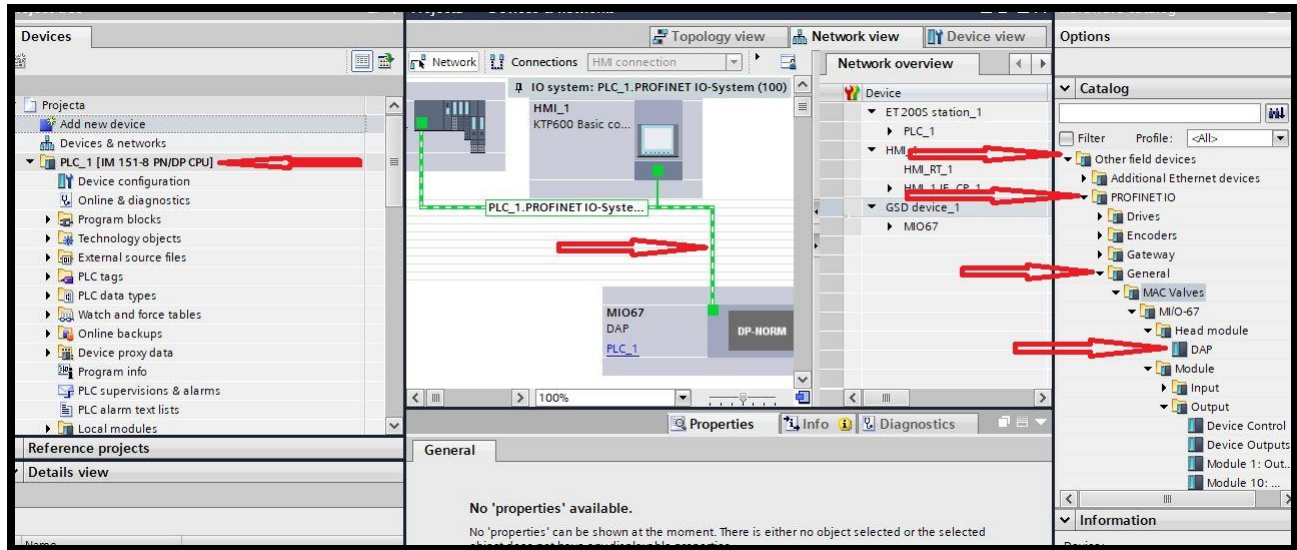 Devices
Projecta
Add new device
Devices & networks
PLC_1 [IM 151-8 PN/DP CPU]
Device configuration
Online & diagnostics
Program blocks
Technology objects
External source files
PLC tags
PLC data types
Watch and force tables
Online backups
Device proxy data
Program info
PLC supervisions & alarms
PLC alarm text lists
Local modules
Reference projects
Details view
Topology view
Network view
Device view
Network
Connections
HMI connection
IO system: PLC_1.PROFINET IO-System (100)
HMI_1
KTP600 Basic co...
PLC_1.PROFINET IO-Syste...
MIO67
DAP
PLC_1
DP-NORM
100%
Network overview
Device
ET200S station_1
PLC_1
HMI_1
HMI_RT_1
HMI_1.IE_CP_1
GSD device_1
MIO67
Properties
Info
Diagnostics
General
No 'properties' available.
No 'properties' can be shown at the moment. There is either no object selected or the selected
Options
Catalog
Filter
Profile:
<All>
Other field devices
Additional Ethernet devices
PROFINET IO
Drives
Encoders
Gateway
General
MAC Valves
MI/O-67
Head module
DAP
Module
Input
Output
Device Control
Device Outputs
Module 1: Out..
Module 10: ...
Information